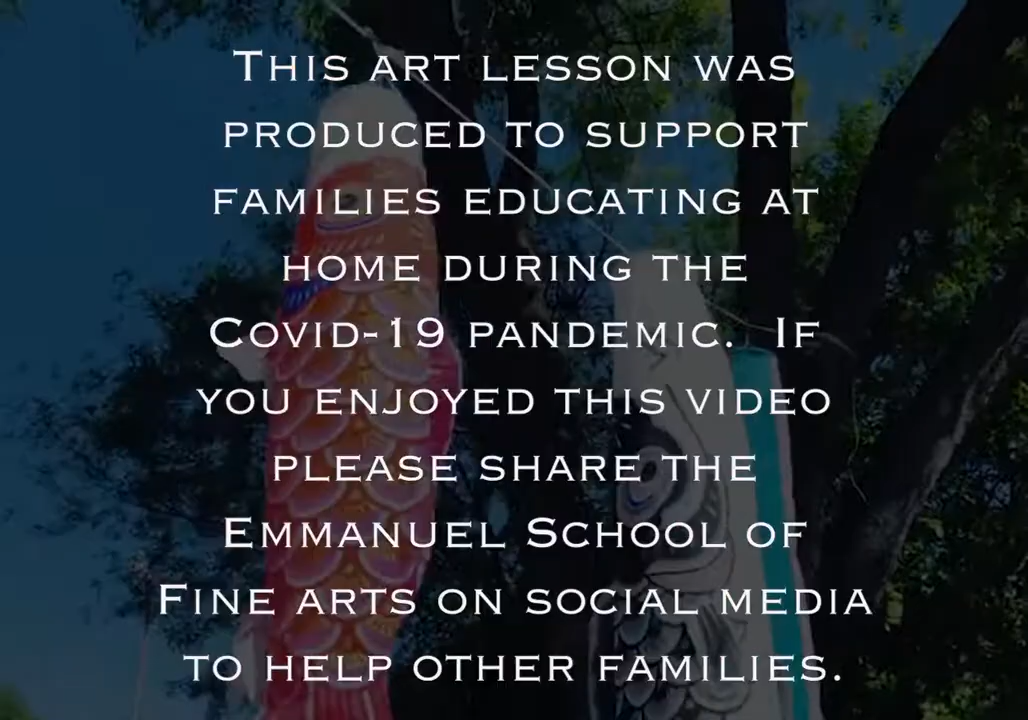 This art lesson was
produced to support
families educating at
home during the
Covid-19 pandemic. If
you enjoyed this video
please share the
Emmanuel School of
Fine arts on social media
to help other families.